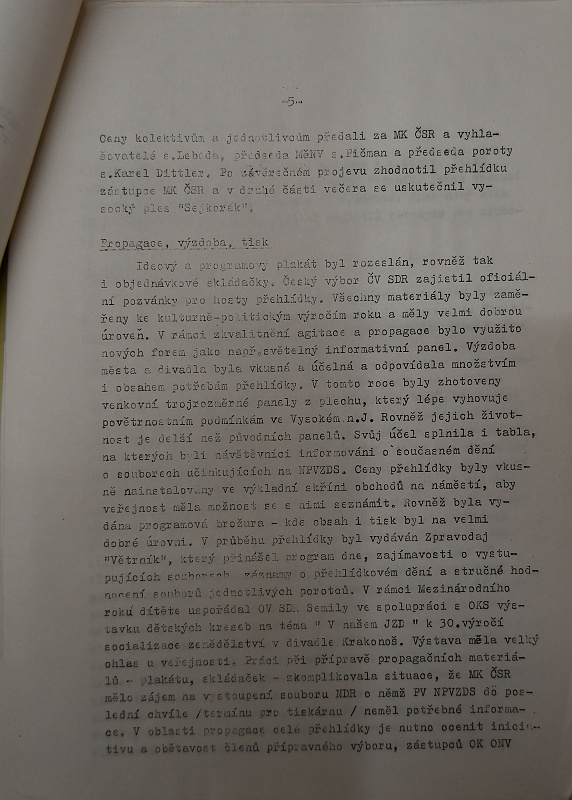 -5-
Ceny kolektivům a jednotlivcům předali za MK ČSR a vyhla-
šovatelé s.Lebeda, předseda MěNV s.Pičman a předseda poroty
s.Karel Dittler. Po závěrečném projevu zhodnotil přehlídku
zástupce MK ČSR a v druhé části večera se uskutečnil vy-
socký ples "Sejkorák".
Propagace, výzdoba, tisk
Ideový a programový plakát byl rozeslán, rovněž tak
i objednávkové skládačky. Český výbor ČV SDR zajistil oficiál-
ní pozvánky pro hosty přehlídky. Všechny materiály byly zamě-
řeny ke kulturně-politickým výročím roku a měly velmi dobrou
úroveň. V rámci zkvalitnění agitace a propagace bylo využito
nových forem jako např.světelný informativní panel. Výzdoba
města a divadla byla vkusná a účelná a odpovídala množstvím
i obsahem potřebám přehlídky. V tomto roce byly zhotoveny
venkovní trojrozměrné panely z plechu, který lépe vyhovuje
povětrnostním podmínkám ve Vysokém.n.J. Rovněž jejich život-
nost je delší než původních panelů. Svůj účel splnila i tabla,
na kterých byli návštěvníci informováni o současném dění
o souborech účinkujících na NPVZDS. Ceny přehlídky byly vkus-
ně nainstalovány ve výkladní skříni obchodů na náměstí, aby
veřejnost měla možnost se s nimi seznámit. Rovněž byla vy-
dána programová brožura - kde obsah i tisk byl na velmi
dobré úrovni. V průběhu přehlídky byl vydáván Zpravodaj
"Větrník", který přinášel program dne, zajímavosti o vystu-
pujících souborech, záznamy o přehlídkovém dění a stručné hod-
nocení souborů jednotlivých porotců. V rámci Mezinárodního
roku dítěte uspořádal OV SDR Semily ve spolupráci s OKS výs-
tavku dětských kreseb na téma " V našem JZD " k 30.výročí
socializace zemědělství v divadle Krakonoš. Výstava měla velký
ohlas u veřejnosti. Práci při přípravě propagačních materiá-
lů - plakátu, skládaček - zkomplikovala situace, že MK ČSR
mělo zájem na vystoupení souboru NDR o němž PV NPVZDS do pos-
lední chvíle /termínu pro tiskárnu / neměl potřebné informa-
ce. V oblasti propagace celé přehlídky je nutno ocenit inicia-
tivu a obětavost členů přípravného výboru, zástupců OK ONV